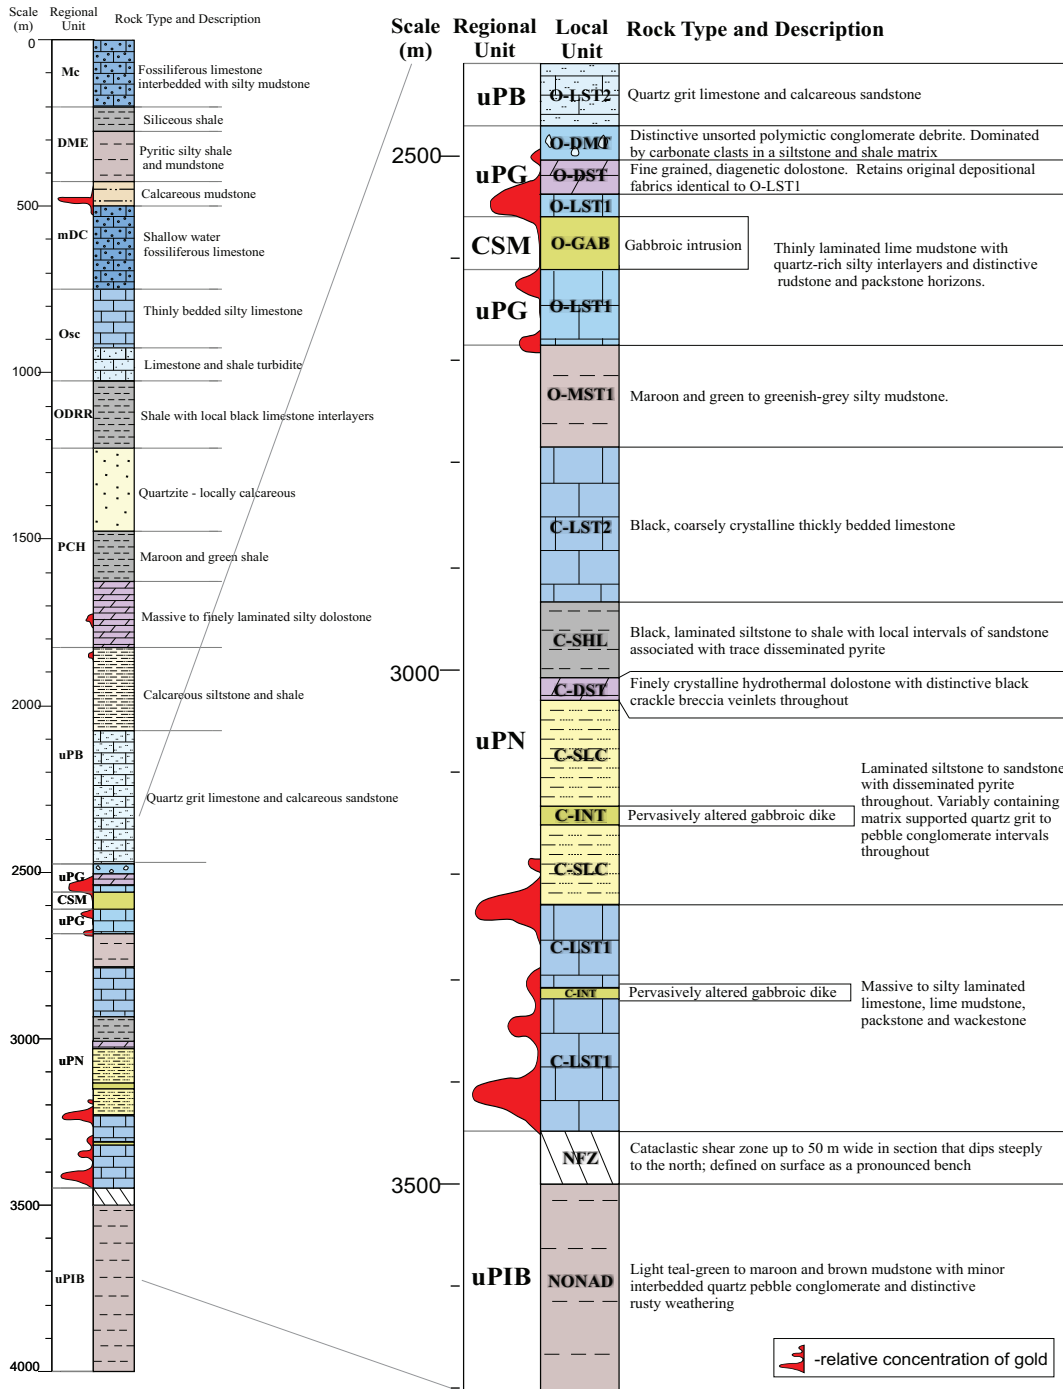 Scale
(m)
Regional
Unit
Rock Type and Description
0
500
1000
1500
2000
2500
3000
3500
4000
Mc
Fossiliferous limestone
interbedded with silty mudstone
DME
Siliceous shale
Pyritic silty shale
and mundstone
mDC
Calcareous mudstone
Shallow water
fossiliferous limestone
Osc
Thinly bedded silty limestone
Limestone and shale turbidite
ODRR
Shale with local black limestone interlayers
PCH
Quartzite - locally calcareous
Maroon and green shale
Massive to finely laminated silty dolostone
uPB
Calcareous siltstone and shale
Quartz grit limestone and calcareous sandstone
uPG
CSM
uPG
uPN
uPIB
Scale
(m)
Regional
Unit
Local
Unit
Rock Type and Description
2500
3000
3500
uPB
O-LST2
Quartz grit limestone and calcareous sandstone
uPG
O-DMT
Distinctive unsorted polymictic conglomerate debrite. Dominated
by carbonate clasts in a siltstone and shale matrix
O-DST
Fine grained, diagenetic dolostone. Retains original depositional
fabrics identical to O-LST1
O-LST1
CSM
O-GAB
Gabbroic intrusion
Thinly laminated lime mudstone with
quartz-rich silty interlayers and distinctive
rudstone and packstone horizons.
uPG
O-LST1
O-MST1
Maroon and green to greenish-grey silty mudstone.
C-LST2
Black, coarsely crystalline thickly bedded limestone
C-SHL
Black, laminated siltstone to shale with local intervals of sandstone
associated with trace disseminated pyrite
C-DST
Finely crystalline hydrothermal dolostone with distinctive black
crackle breccia veinlets throughout
uPN
C-SLC
Laminated siltstone to sandstone
with disseminated pyrite
throughout. Variably containing
matrix supported quartz grit to
pebble conglomerate intervals
throughout
C-INT
Pervasively altered gabbroic dike
C-SLC
C-LST1
C-INT
Pervasively altered gabbroic dike
Massive to silty laminated
limestone, lime mudstone,
packstone and wackestone
C-LST1
NFZ
Cataclastic shear zone up to 50 m wide in section that dips steeply
to the north; defined on surface as a pronounced bench
uPIB
NONAD
Light teal-green to maroon and brown mudstone with minor
interbedded quartz pebble conglomerate and distinctive
rusty weathering
-relative concentration of gold